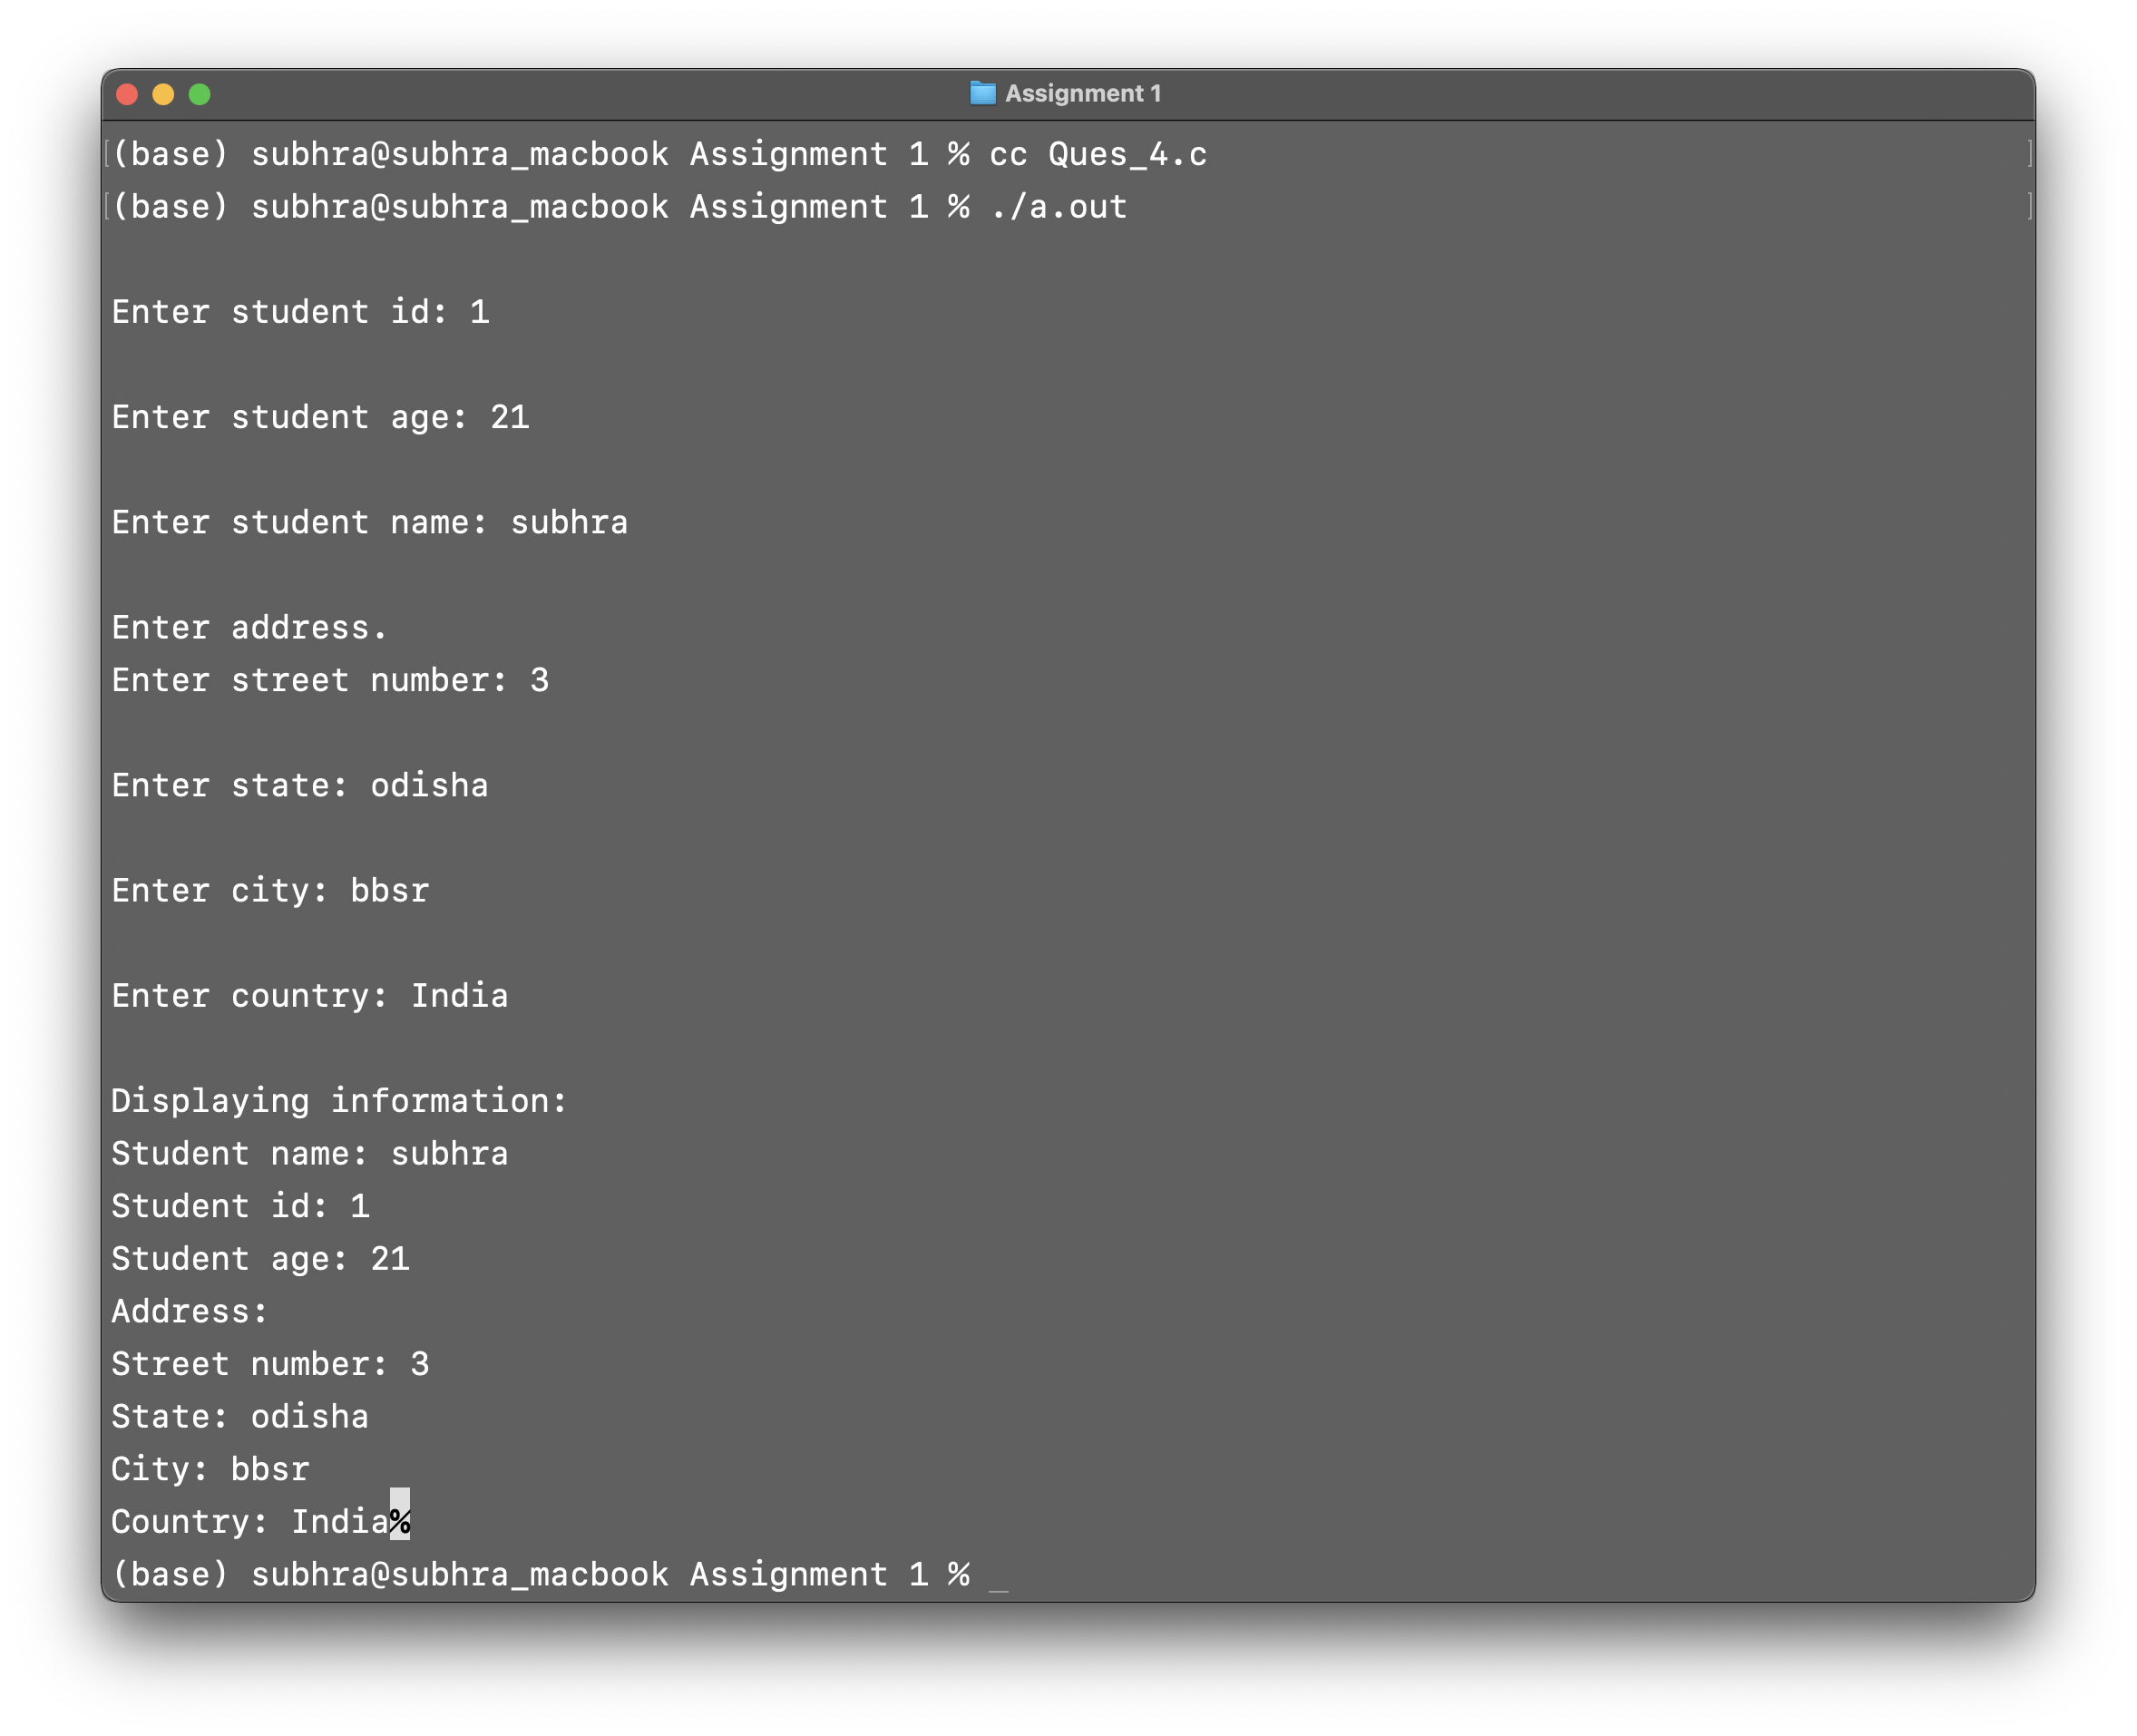 Assignment 1
(base) subhra@subhra_macbook Assignment 1 % cc Ques_4.c
(base) subhra@subhra_macbook Assignment 1 % ./a.out
Enter student id: 1
Enter student age: 21
Enter student name: subhra
Enter address.
Enter street number: 3
Enter state: odisha
Enter city: bbsr
Enter country: India
Displaying information:
Student name: subhra
Student id: 1
Student age: 21
Address:
Street number: 3
State: odisha
City: bbsr
Country: India%
(base) subhra@subhra_macbook Assignment 1 % _